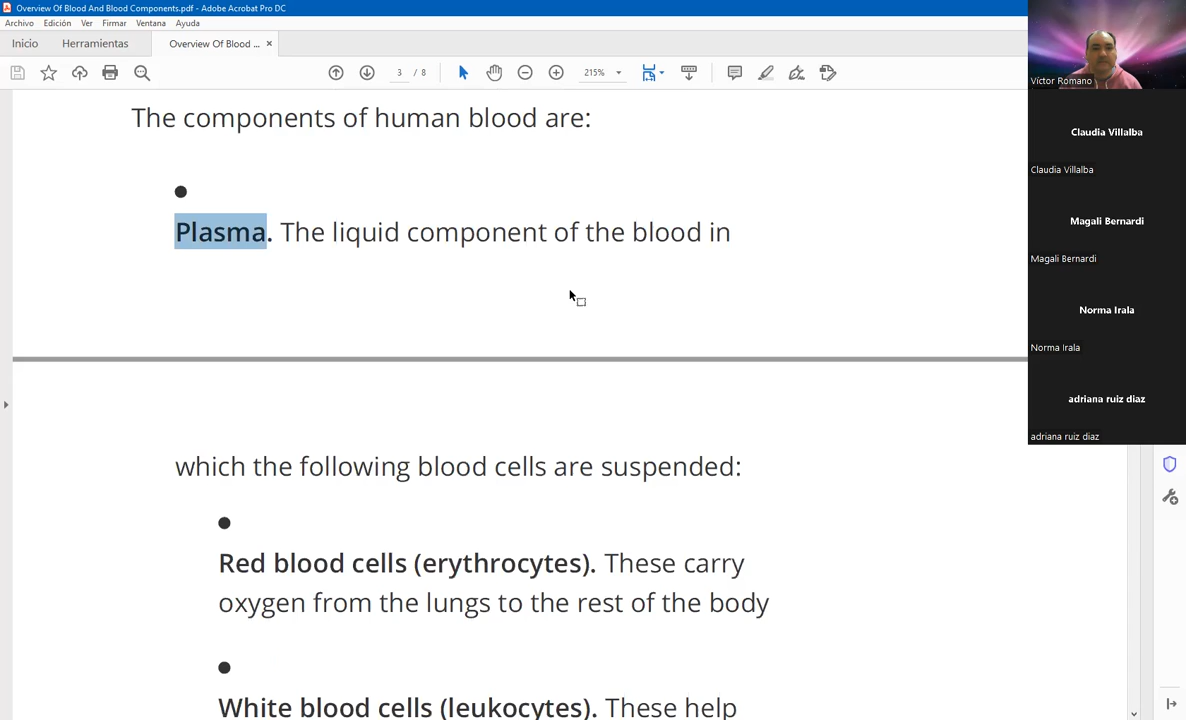 Overview Of Blood And Blood Components.pdf - Adobe Acrobat Pro DC
Archivo Edición Ver Firmar Ventana Ayuda
Inicio Herramientas Overview Of Blood ... ×
3 / 8 215%
The components of human blood are:
Plasma. The liquid component of the blood in
which the following blood cells are suspended:
Red blood cells (erythrocytes). These carry
oxygen from the lungs to the rest of the body
White blood cells (leukocytes). These help
Víctor Romano
Claudia Villalba
Claudia Villalba
Magali Bernardi
Magali Bernardi
Norma Irala
Norma Irala
adriana ruiz diaz
adriana ruiz diaz